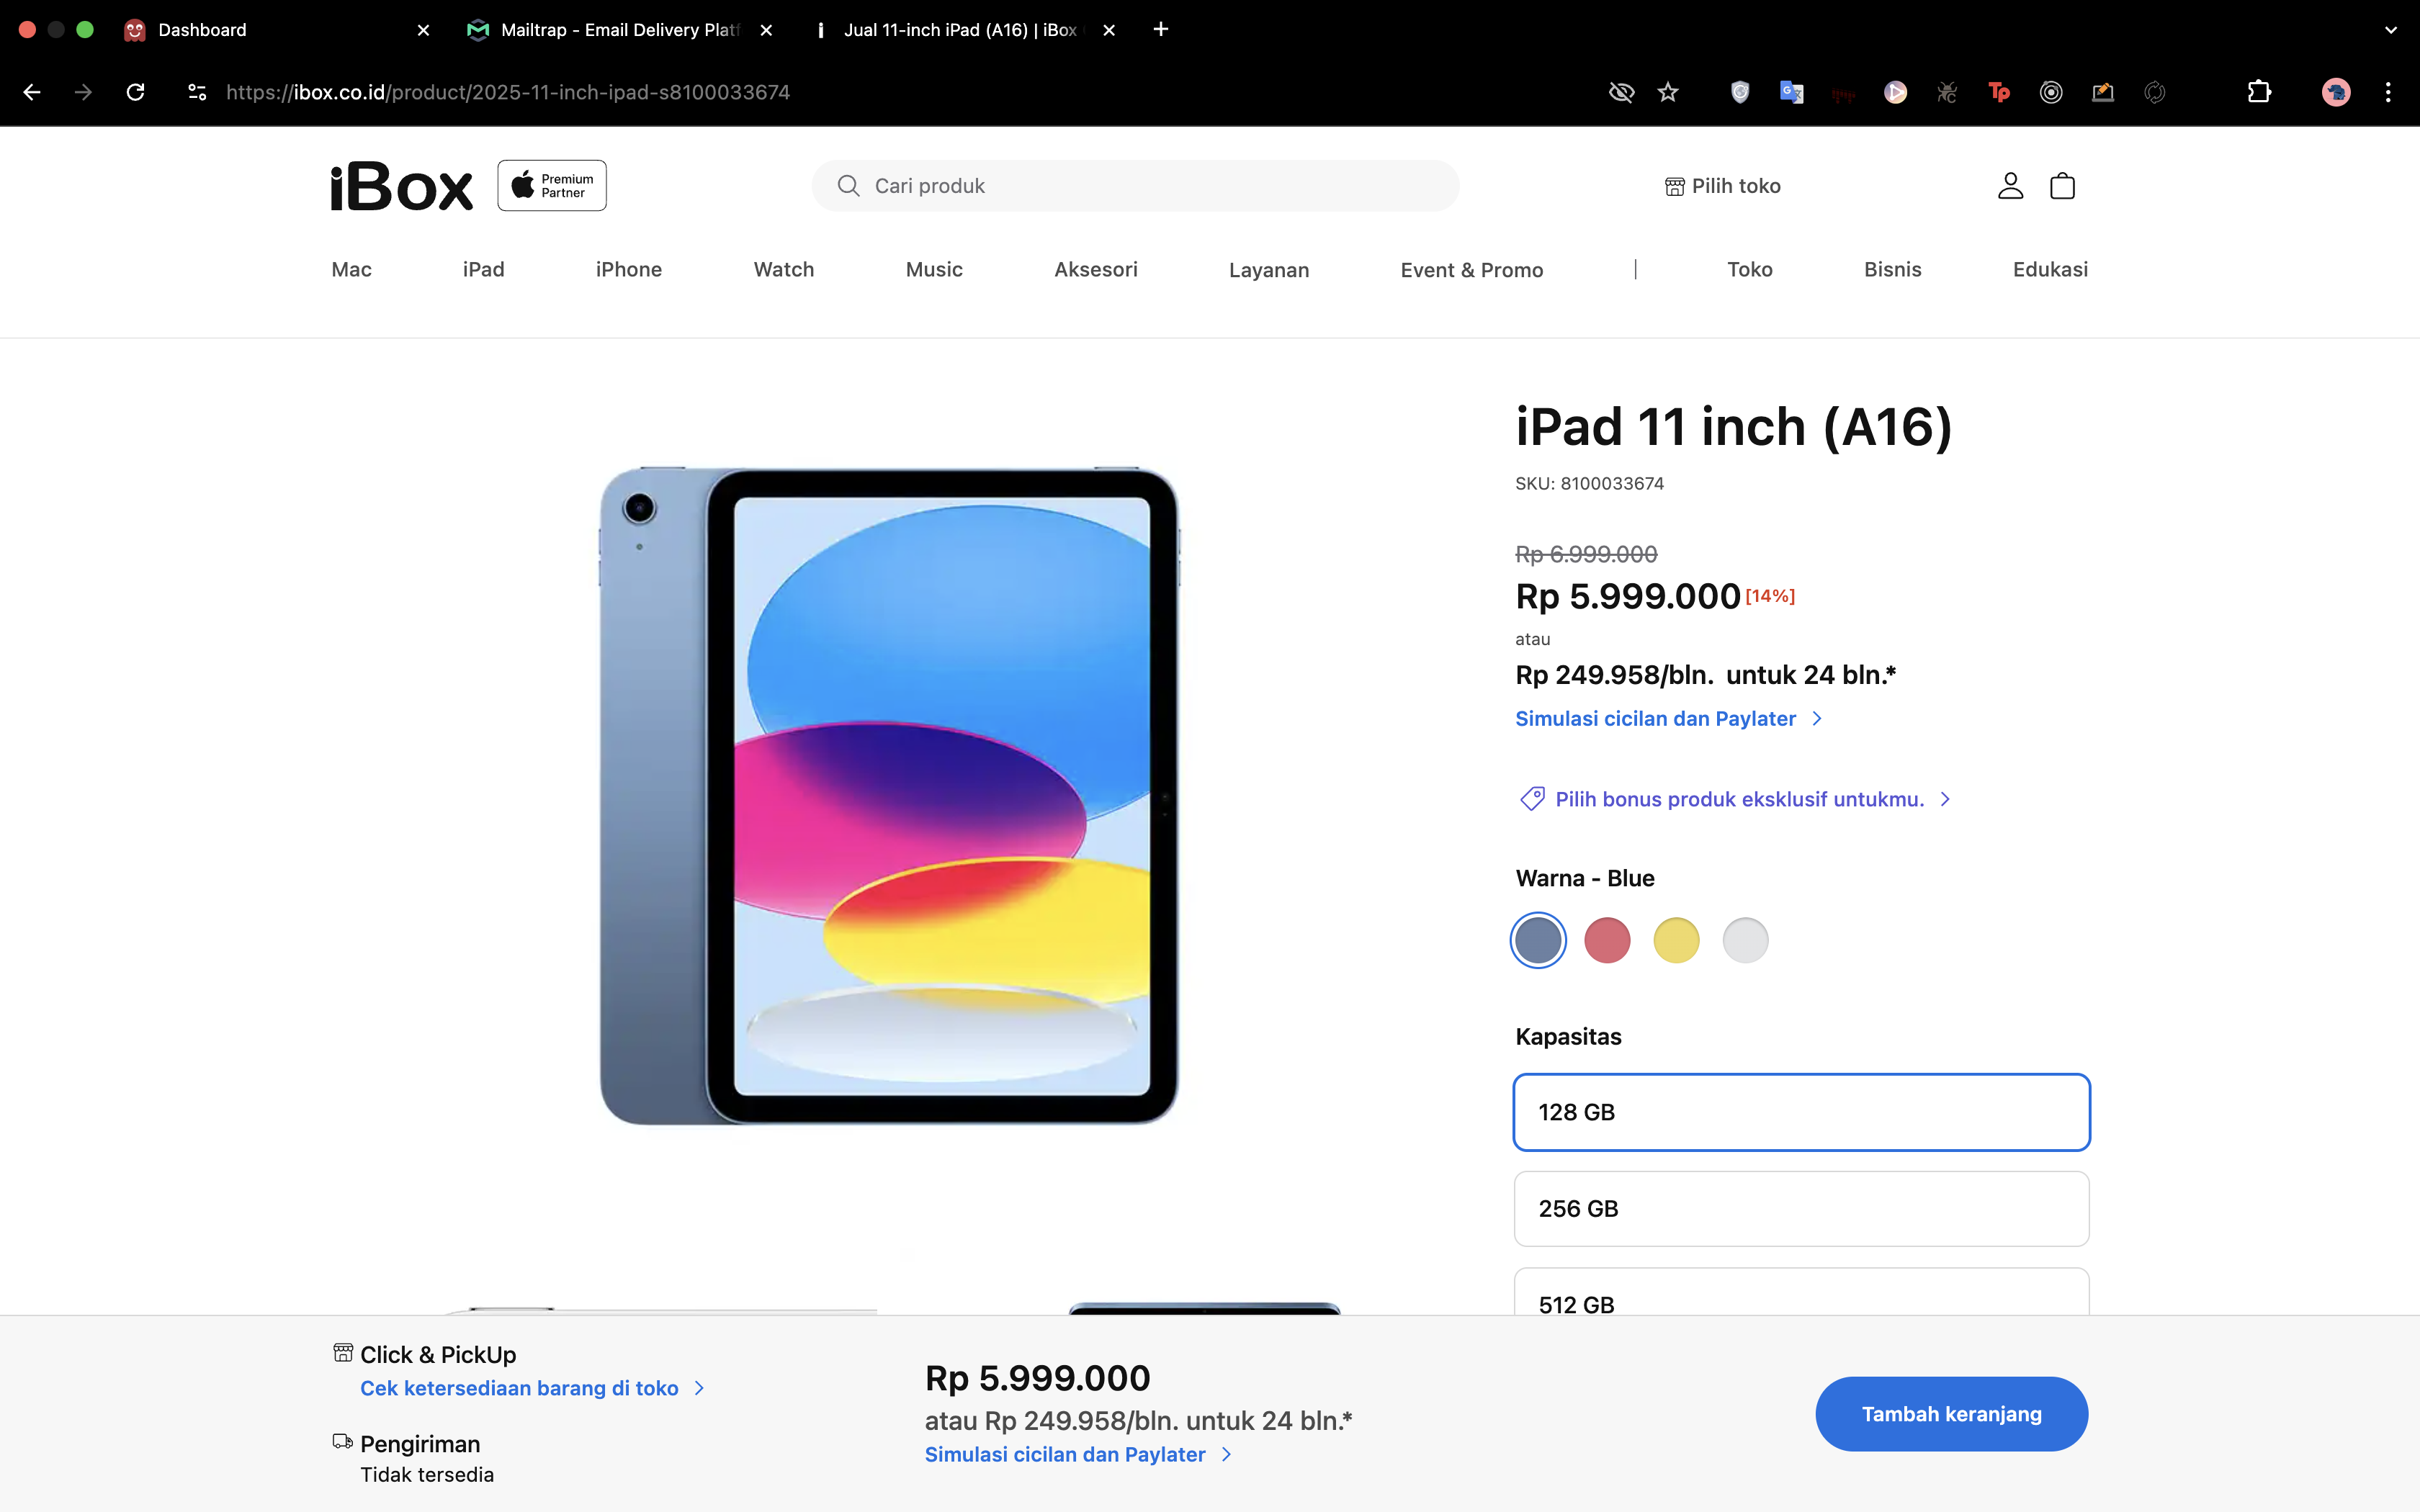 Dashboard
Mailtrap - Email Delivery Platf
Jual 11-inch iPad (A16) | iBox
https://ibox.co.id/product/2025-11-inch-ipad-s8100033674
iBox
Premium
Partner
Cari produk
Pilih toko
Mac
iPad
iPhone
Watch
Music
Aksesori
Layanan
Event & Promo
|
Toko
Bisnis
Edukasi
iPad 11 inch (A16)
SKU: 8100033674
Rp 6.999.000
Rp 5.999.000 [14%]
atau
Rp 249.958/bln. untuk 24 bln.*
Simulasi cicilan dan Paylater
Pilih bonus produk eksklusif untukmu.
Warna - Blue
Kapasitas
128 GB
256 GB
512 GB
Click & PickUp
Cek ketersediaan barang di toko
Pengiriman
Tidak tersedia
Rp 5.999.000
atau Rp 249.958/bln. untuk 24 bln.*
Simulasi cicilan dan Paylater
Tambah keranjang